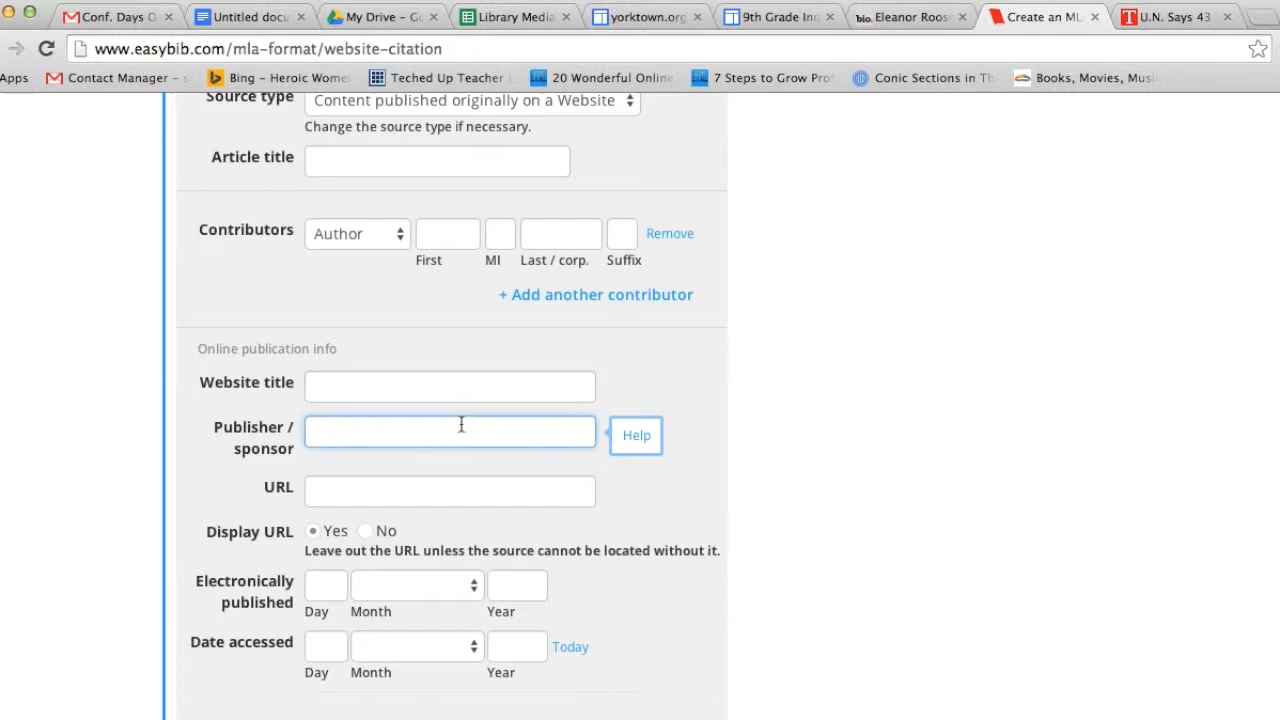 Conf. Days O Untitled docu My Drive – Go Library Media yorktown.org 9th Grade Inq bio. Eleanor Roos Create an ML U.N. Says 43
www.easybib.com/mla-format/website-citation
Apps Contact Manager – s Bing – Heroic Wome Teched Up Teacher 20 Wonderful Online 7 Steps to Grow Prof Conic Sections in Th Books, Movies, Musi
Source type Content published originally on a Website
Change the source type if necessary.
Article title
Contributors Author Remove
First MI Last / corp. Suffix
+ Add another contributor
Online publication info
Website title
Publisher /
sponsor
Help
URL
Display URL Yes No
Leave out the URL unless the source cannot be located without it.
Electronically
published
Day Month Year
Date accessed Today
Day Month Year